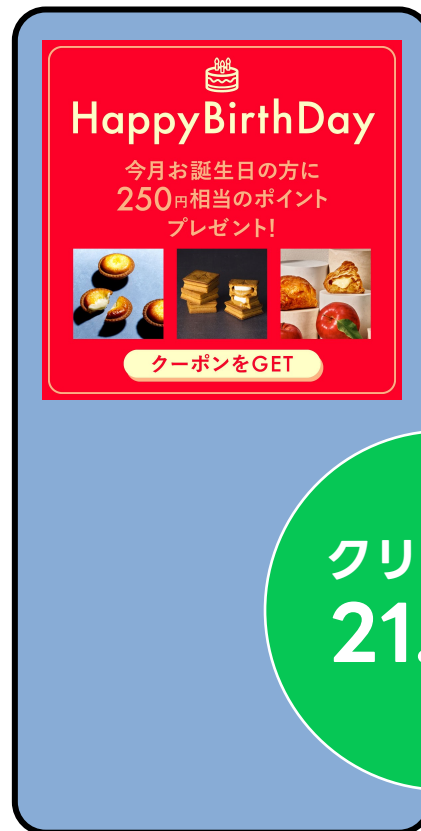 HappyBirthDay
今月お誕生日の方に
250円相当のポイント
プレゼント!
クーポンをGET
クリ
21.